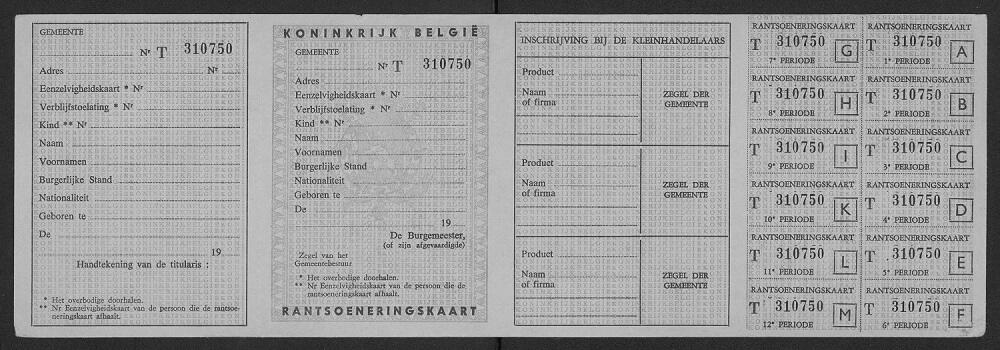 GEMEENTE
Nr T 310750
Adres Nr
Eenzelvigheidskaart * Nr
Verblijfstoelating * Nr
Kind ** Nr
Naam
Voornamen
Burgerlijke Stand
Nationaliteit
Geboren te
De
19
Handtekening van de titularis :
* Het overbodige doorhalen.
** Nr Eenzelvigheidskaart van de persoon die de rantsoe-
neringskaart afhaalt.
KONINKRIJK BELGIË
GEMEENTE
Nr T 310750
Adres
Eenzelvigheidskaart * Nr
Verblijfstoelating * Nr
Kind ** Nr
Naam
Voornamen
Burgerlijke Stand
Nationaliteit
Geboren te
De
19
De Burgemeester,
(of zijn afgevaardigde)
Zegel van het
Gemeentebestuur
* Het overbodige doorhalen.
** Nr Eenzelvigheidskaart van de persoon die de
rantsoeneringskaart afhaalt.
RANTSOENERINGSKAART
INSCHRIJVING BIJ DE KLEINHANDELAARS
Product
Naam
of firma
ZEGEL DER
GEMEENTE
Product
Naam
of firma
ZEGEL DER
GEMEENTE
Product
Naam
of firma
ZEGEL DER
GEMEENTE
RANTSOENERINGSKAART
T 310750 G
7e PERIODE
RANTSOENERINGSKAART
T 310750 A
1e PERIODE
RANTSOENERINGSKAART
T 310750 H
8e PERIODE
RANTSOENERINGSKAART
T 310750 B
2e PERIODE
RANTSOENERINGSKAART
T 310750 I
9e PERIODE
RANTSOENERINGSKAART
T 310750 C
3e PERIODE
RANTSOENERINGSKAART
T 310750 K
10e PERIODE
RANTSOENERINGSKAART
T 310750 D
4e PERIODE
RANTSOENERINGSKAART
T 310750 L
11e PERIODE
RANTSOENERINGSKAART
T 310750 E
5e PERIODE
RANTSOENERINGSKAART
T 310750 M
12e PERIODE
RANTSOENERINGSKAART
T 310750 F
6e PERIODE